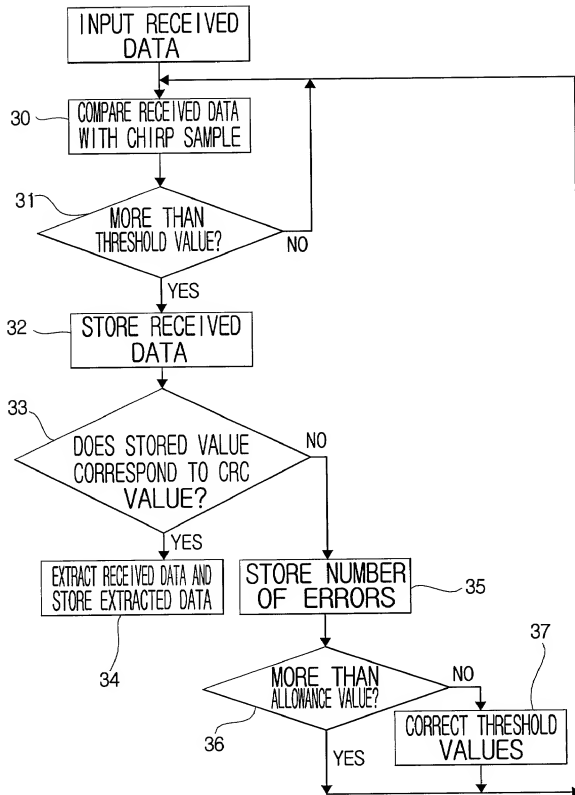 INPUT RECEIVED
DATA
30
COMPARE RECEIVED DATA
WITH CHIRP SAMPLE
31
MORE THAN
THRESHOLD VALUE?
NO
YES
32
STORE RECEIVED
DATA
33
DOES STORED VALUE
CORRESPOND TO CRC
VALUE?
NO
YES
EXTRACT RECEIVED DATA AND
STORE EXTRACTED DATA
34
STORE NUMBER
OF ERRORS
35
MORE THAN
ALLOWANCE VALUE?
36
NO
YES
37
CORRECT THRESHOLD
VALUES